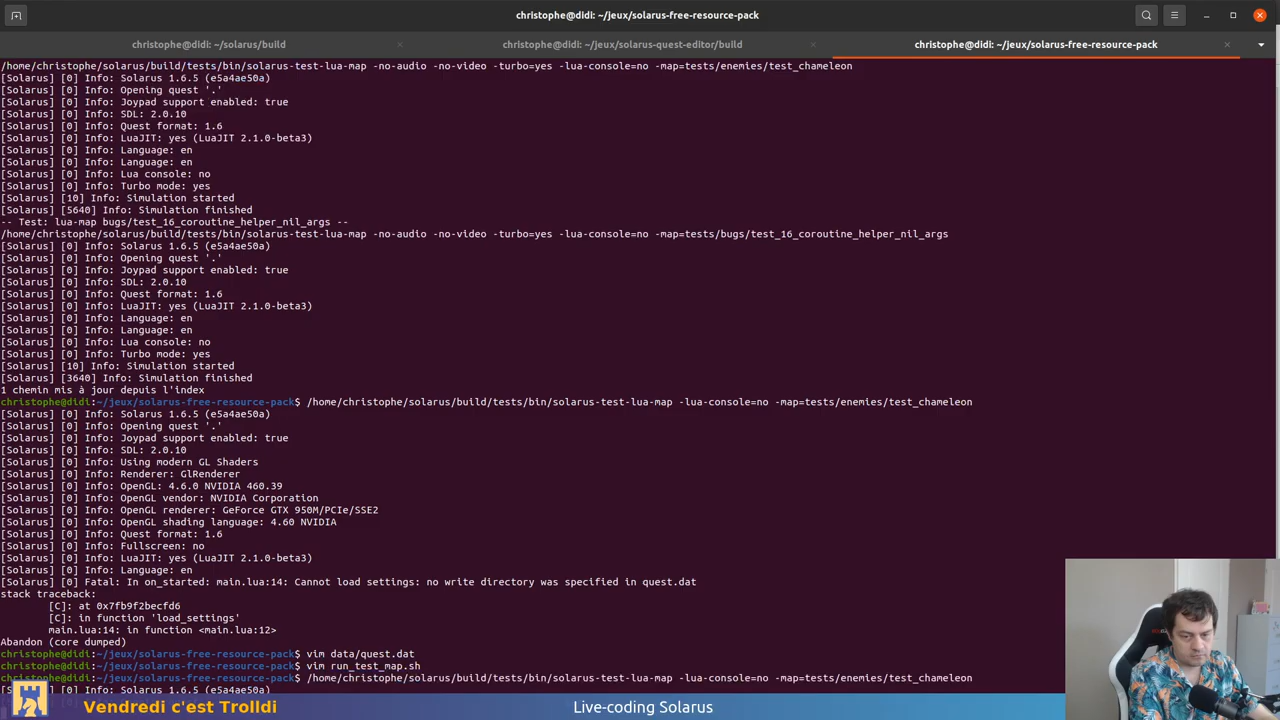 christophe@didi: ~/jeux/solarus-free-resource-pack
christophe@didi: ~/solarus/build
christophe@didi: ~/jeux/solarus-quest-editor/build
christophe@didi: ~/jeux/solarus-free-resource-pack
/home/christophe/solarus/build/tests/bin/solarus-test-lua-map -no-audio -no-video -turbo=yes -lua-console=no -map=tests/enemies/test_chameleon
[Solarus] [0] Info: Solarus 1.6.5 (e5a4ae50a)
[Solarus] [0] Info: Opening quest '.'
[Solarus] [0] Info: Joypad support enabled: true
[Solarus] [0] Info: SDL: 2.0.10
[Solarus] [0] Info: Quest format: 1.6
[Solarus] [0] Info: LuaJIT: yes (LuaJIT 2.1.0-beta3)
[Solarus] [0] Info: Language: en
[Solarus] [0] Info: Language: en
[Solarus] [0] Info: Lua console: no
[Solarus] [0] Info: Turbo mode: yes
[Solarus] [10] Info: Simulation started
[Solarus] [5640] Info: Simulation finished
-- Test: lua-map bugs/test_16_coroutine_helper_nil_args --
/home/christophe/solarus/build/tests/bin/solarus-test-lua-map -no-audio -no-video -turbo=yes -lua-console=no -map=tests/bugs/test_16_coroutine_helper_nil_args
[Solarus] [0] Info: Solarus 1.6.5 (e5a4ae50a)
[Solarus] [0] Info: Opening quest '.'
[Solarus] [0] Info: Joypad support enabled: true
[Solarus] [0] Info: SDL: 2.0.10
[Solarus] [0] Info: Quest format: 1.6
[Solarus] [0] Info: LuaJIT: yes (LuaJIT 2.1.0-beta3)
[Solarus] [0] Info: Language: en
[Solarus] [0] Info: Language: en
[Solarus] [0] Info: Lua console: no
[Solarus] [0] Info: Turbo mode: yes
[Solarus] [10] Info: Simulation started
[Solarus] [3640] Info: Simulation finished
1 chemin mis à jour depuis l'index
christophe@didi:~/jeux/solarus-free-resource-pack$ /home/christophe/solarus/build/tests/bin/solarus-test-lua-map -lua-console=no -map=tests/enemies/test_chameleon
[Solarus] [0] Info: Solarus 1.6.5 (e5a4ae50a)
[Solarus] [0] Info: Opening quest '.'
[Solarus] [0] Info: Joypad support enabled: true
[Solarus] [0] Info: SDL: 2.0.10
[Solarus] [0] Info: Using modern GL Shaders
[Solarus] [0] Info: Renderer: GlRenderer
[Solarus] [0] Info: OpenGL: 4.6.0 NVIDIA 460.39
[Solarus] [0] Info: OpenGL vendor: NVIDIA Corporation
[Solarus] [0] Info: OpenGL renderer: GeForce GTX 950M/PCIe/SSE2
[Solarus] [0] Info: OpenGL shading language: 4.60 NVIDIA
[Solarus] [0] Info: Quest format: 1.6
[Solarus] [0] Info: Fullscreen: no
[Solarus] [0] Info: LuaJIT: yes (LuaJIT 2.1.0-beta3)
[Solarus] [0] Info: Language: en
[Solarus] [0] Fatal: In on_started: main.lua:14: Cannot load settings: no write directory was specified in quest.dat
stack traceback:
[C]: at 0x7fb9f2becfd6
[C]: in function 'load_settings'
main.lua:14: in function <main.lua:12>
Abandon (core dumped)
christophe@didi:~/jeux/solarus-free-resource-pack$ vim data/quest.dat
christophe@didi:~/jeux/solarus-free-resource-pack$ vim run_test_map.sh
christophe@didi:~/jeux/solarus-free-resource-pack$ /home/christophe/solarus/build/tests/bin/solarus-test-lua-map -lua-console=no -map=tests/enemies/test_chameleon
[Solarus] [0] Info: Solarus 1.6.5 (e5a4ae50a)
Vendredi c'est Trolldi
Live-coding Solarus